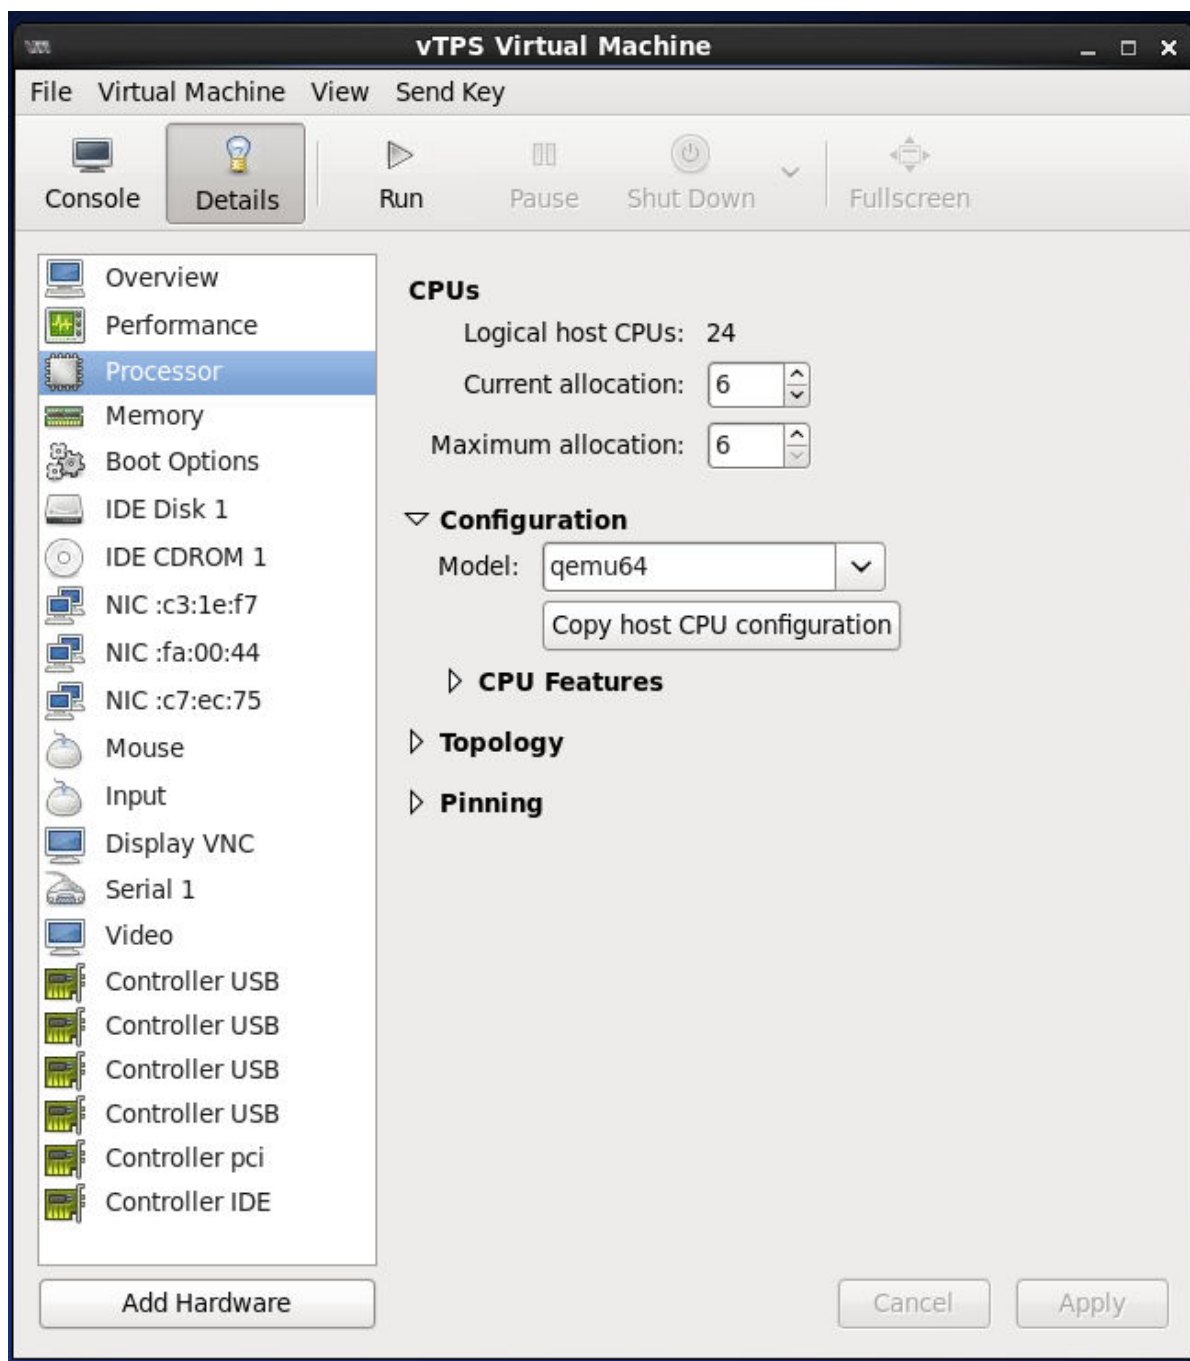 vTPS Virtual Machine
File Virtual Machine View Send Key
Console Details Run Pause Shut Down Fullscreen
Overview
Performance
Processor
Memory
Boot Options
IDE Disk 1
IDE CDROM 1
NIC :c3:1e:f7
NIC :fa:00:44
NIC :c7:ec:75
Mouse
Input
Display VNC
Serial 1
Video
Controller USB
Controller USB
Controller USB
Controller USB
Controller pci
Controller IDE
Add Hardware
CPUs
Logical host CPUs: 24
Current allocation: 6
Maximum allocation: 6
Configuration
Model: qemu64
Copy host CPU configuration
CPU Features
Topology
Pinning
Cancel Apply